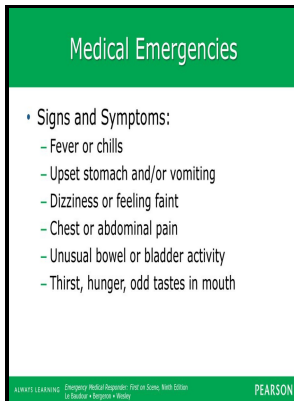 Medical Emergencies
• Signs and Symptoms:
– Fever or chills
– Upset stomach and/or vomiting
– Dizziness or feeling faint
– Chest or abdominal pain
– Unusual bowel or bladder activity
– Thirst, hunger, odd tastes in mouth
ALWAYS LEARNING
Emergency Medical Responder: First on Scene, Ninth Edition
Le Baudour • Bergeron • Wesley
PEARSON